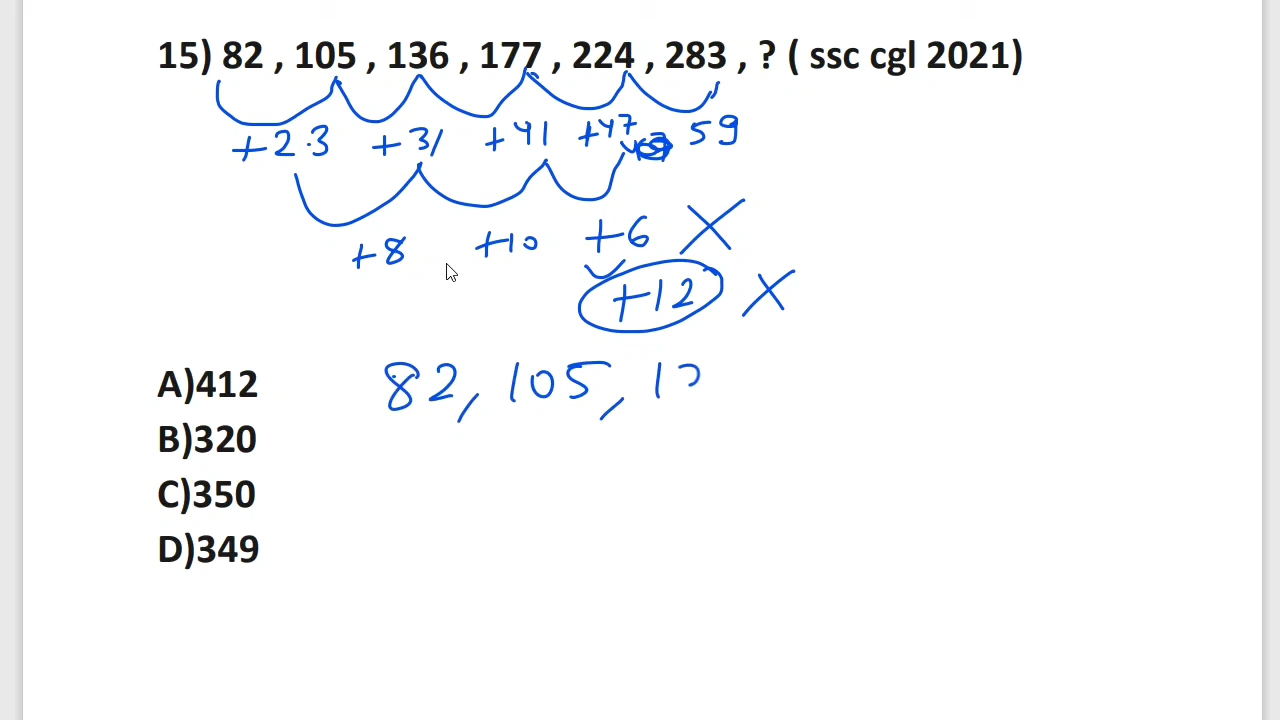 15) 82 , 105 , 136 , 177 , 224 , 283 , ? ( ssc cgl 2021)
+23 +31 +41 +47 59
+8 +10 +6
+12
A)412
82, 105, 13
B)320
C)350
D)349